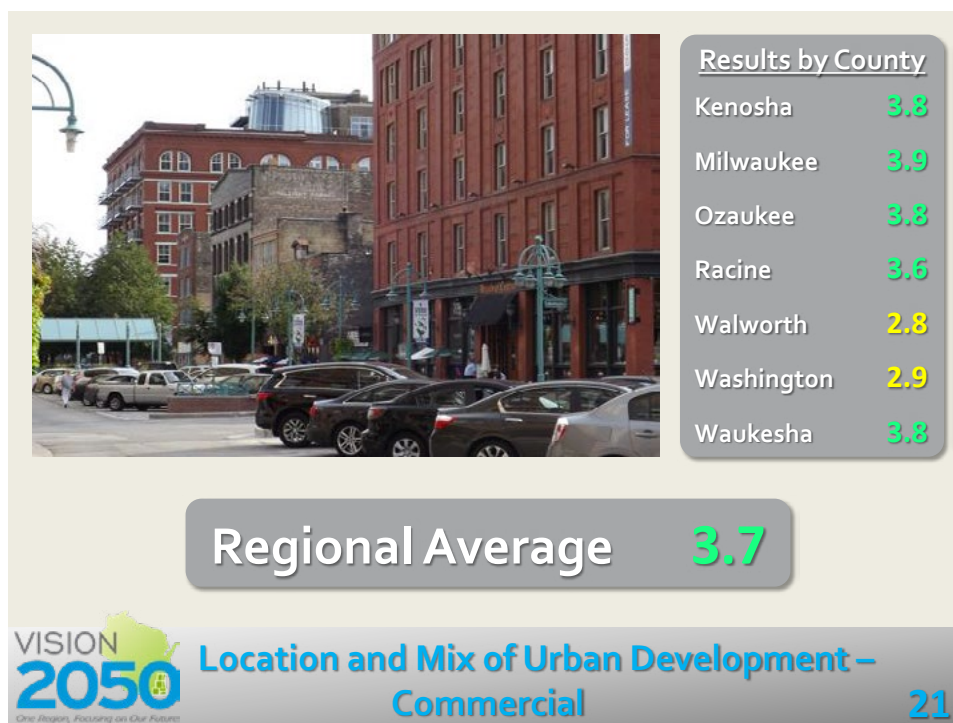 FOR LEASE
Results by County
Kenosha 3.8
Milwaukee 3.9
Ozaukee 3.8
Racine 3.6
Walworth 2.8
Washington 2.9
Waukesha 3.8
Regional Average 3.7
VISION
2050
One Region, Focusing on Our Future
Location and Mix of Urban Development –
Commercial
21